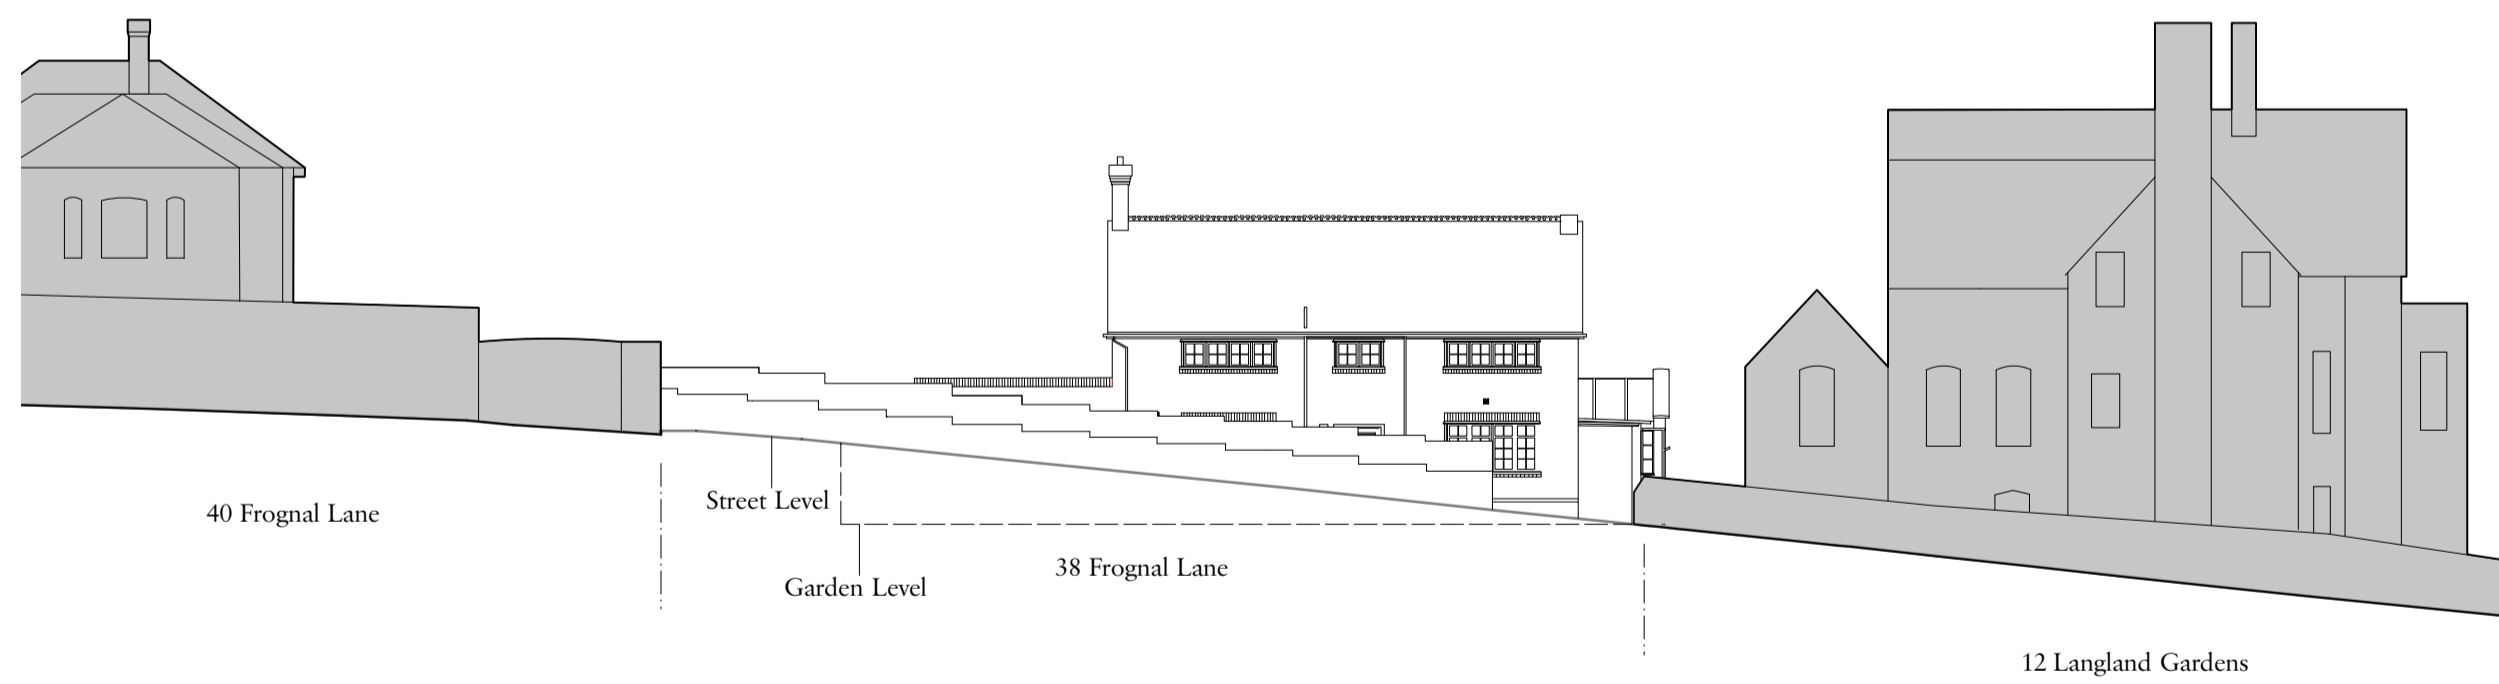 40 Frognal Lane
Street Level
Garden Level
38 Frognal Lane
12 Langland Gardens